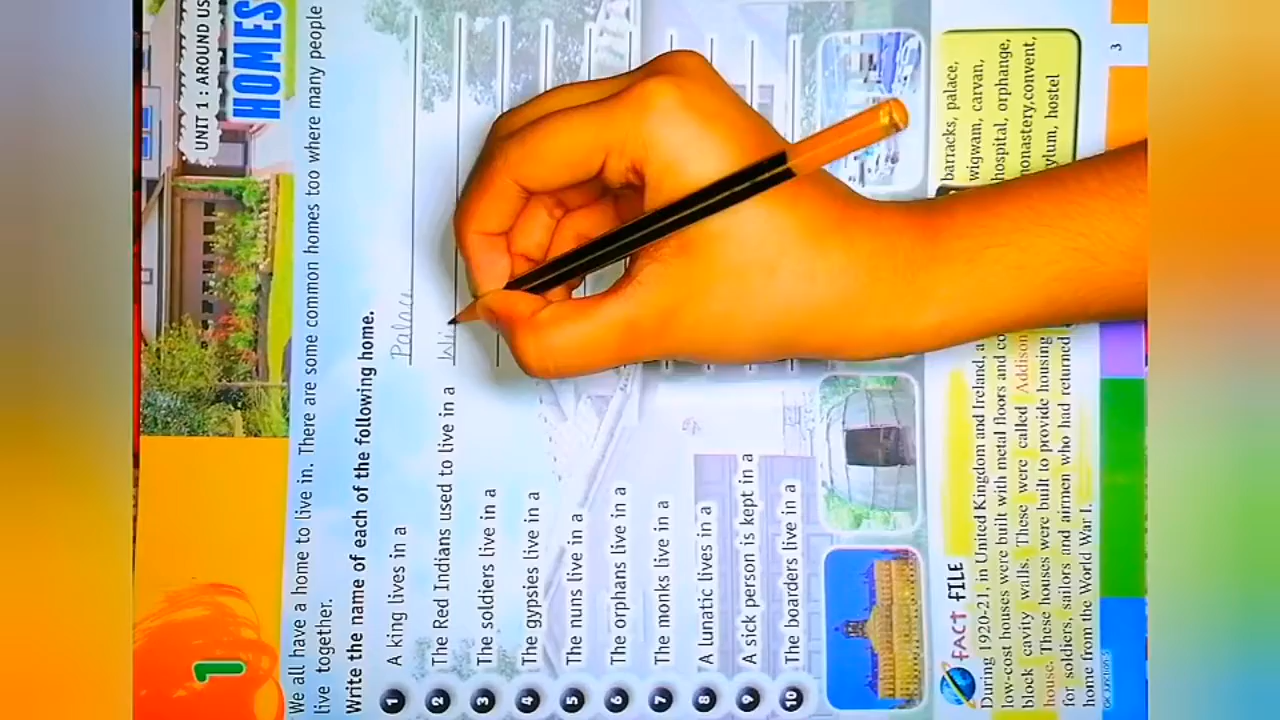 1
UNIT 1 : AROUND US
HOMES
We all have a home to live in. There are some common homes too where many people
live together.
Write the name of each of the following home.
1 A king lives in a Palace
2 The Red Indians used to live in a Wi
3 The soldiers live in a
4 The gypsies live in a
5 The nuns live in a
6 The orphans live in a
7 The monks live in a
8 A lunatic lives in a
9 A sick person is kept in a
10 The boarders live in a
barracks, palace,
wigwam, carvan,
hospital, orphange,
monastery,convent,
ylum, hostel
FACT FILE
During 1920-21, in United Kingdom and Ireland, a
low-cost houses were built with metal floors and co
block cavity walls. These were called Addison
house. These houses were built to provide housing
for soldiers, sailors and airmen who had returned
home from the World War I.
3